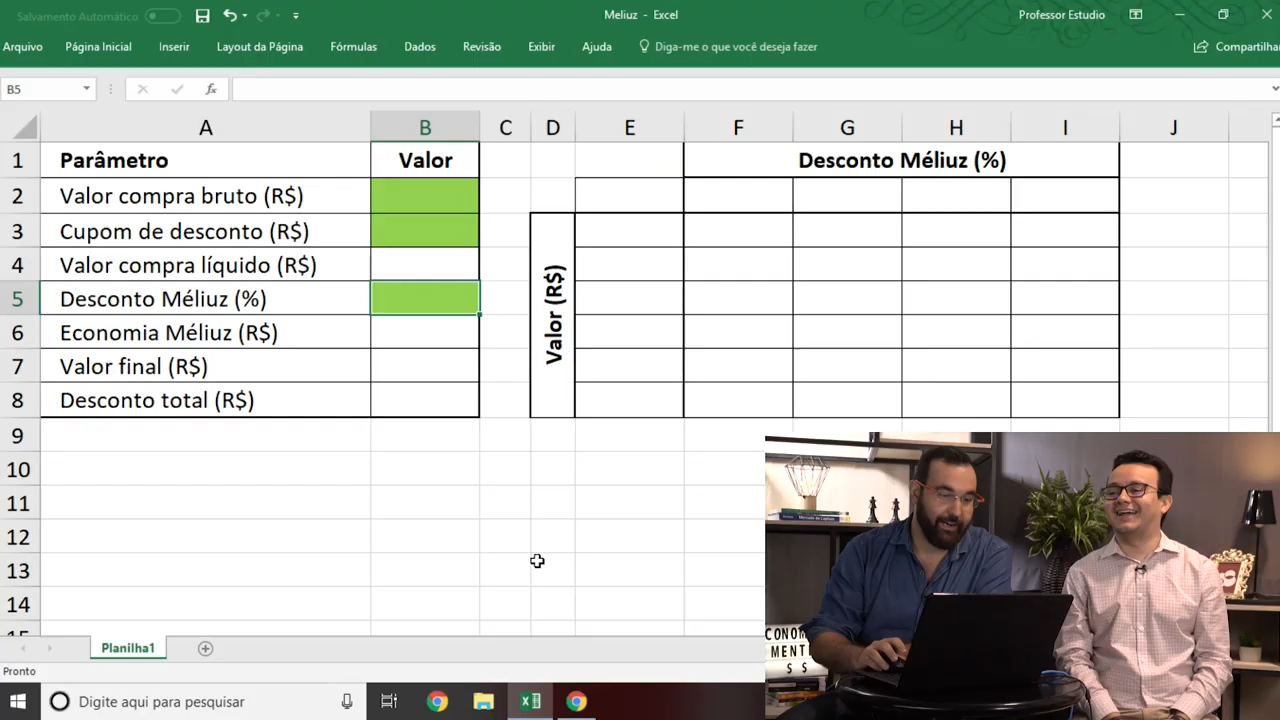 Salvamento Automático
Meliuz - Excel
Professor Estudio
Arquivo
Página Inicial
Inserir
Layout da Página
Fórmulas
Dados
Revisão
Exibir
Ajuda
Diga-me o que você deseja fazer
Compartilha
B5
fx
A B C D E F G H I J
1 Parâmetro Valor Desconto Méliuz (%)
2 Valor compra bruto (R$)
3 Cupom de desconto (R$)
4 Valor compra líquido (R$)
5 Desconto Méliuz (%)
6 Economia Méliuz (R$)
7 Valor final (R$)
8 Desconto total (R$)
Valor (R$)
9
10
11
12
13
14
ECONOM
MENTE
$ $
Planilha1
Pronto
Digite aqui para pesquisar